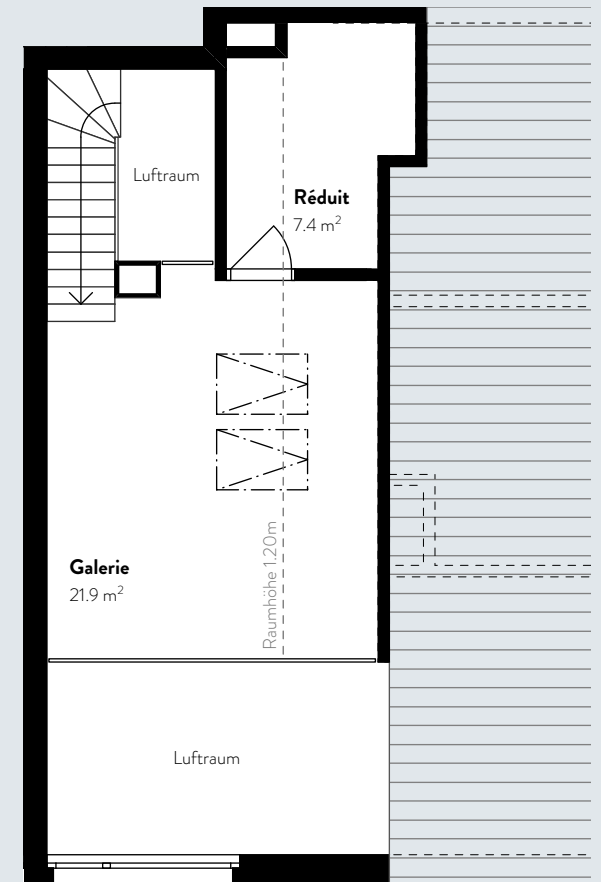 Luftraum
Réduit
7.4 m²
Raumhöhe 1.20m
Galerie
21.9 m²
Luftraum